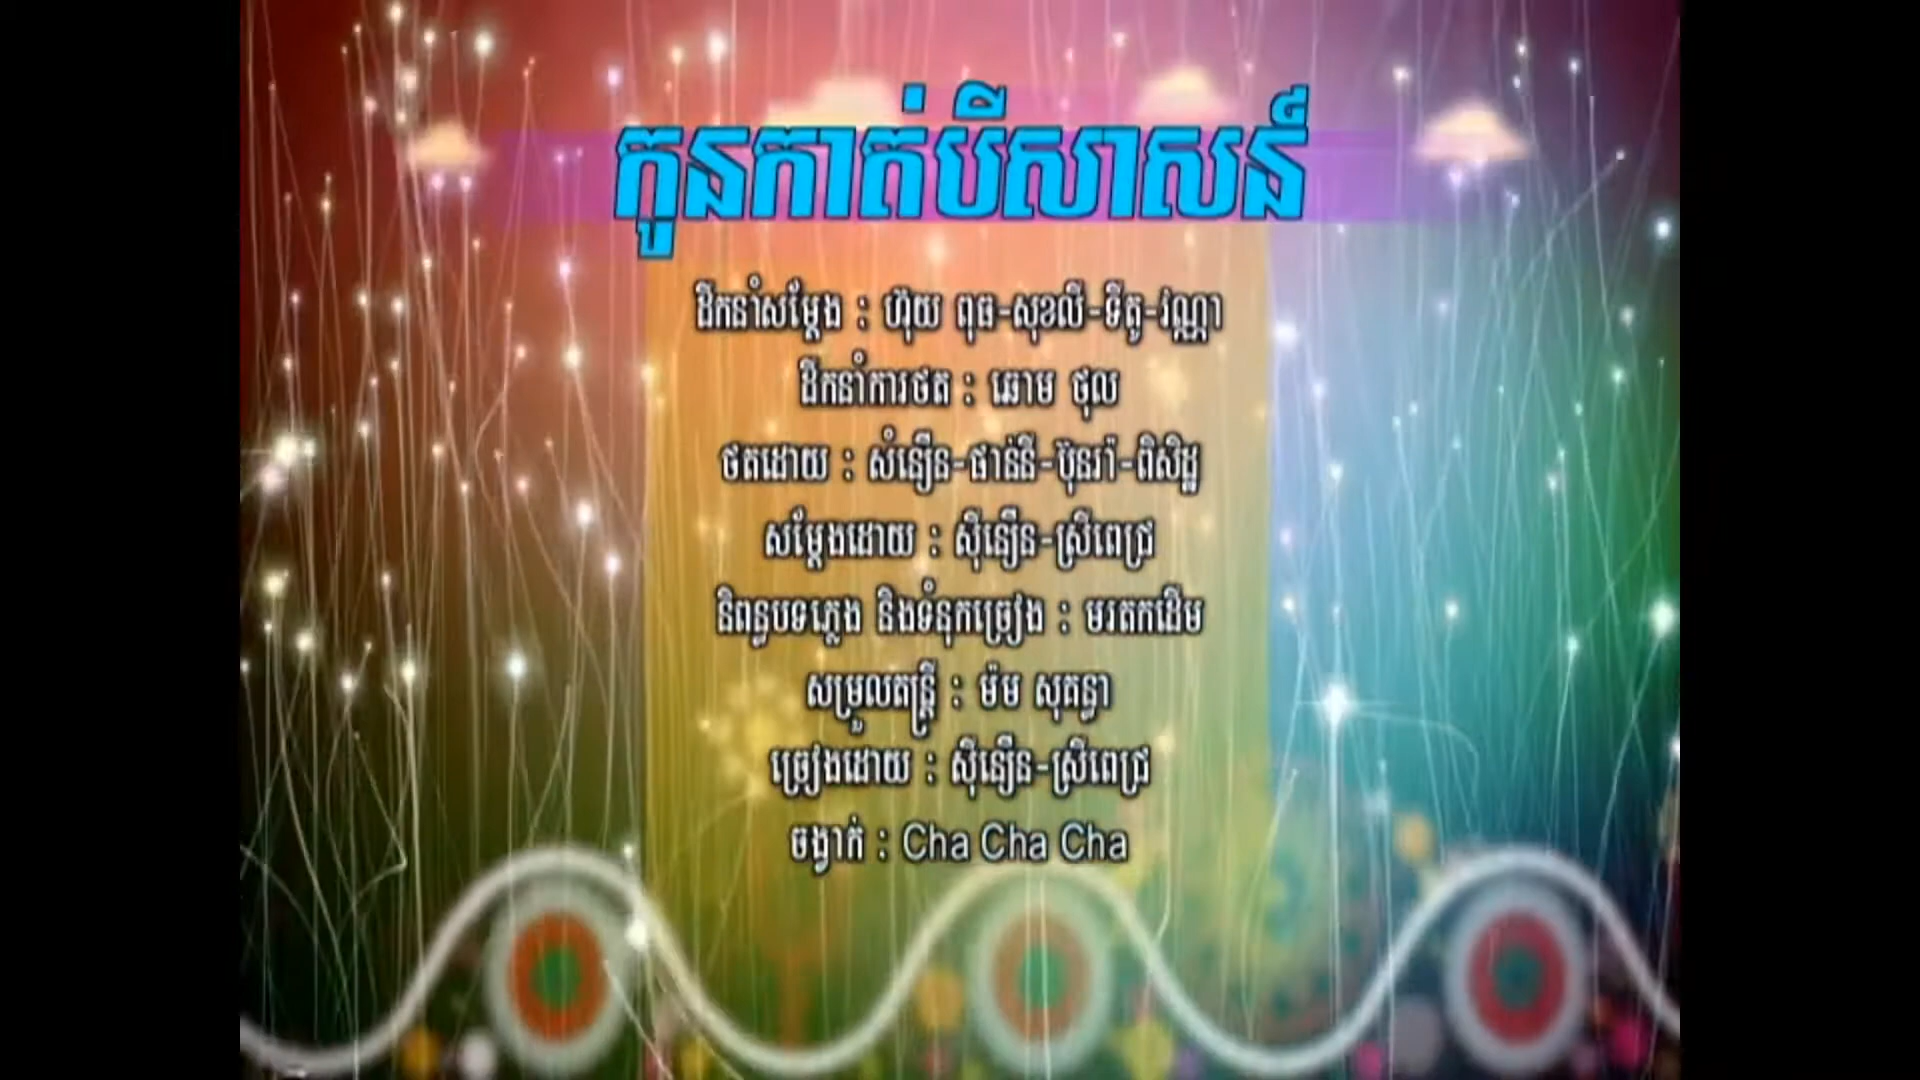 កូនកាត់បីសាសន៍
ដឹកនាំសម្ដែង : ហ៊ុយ ពុធ-សុខលី-ទីតូ-វណ្ណា
ដឹកនាំការថត : ឆោម ថុល
ថតដោយ : សំនឿន-ផាន់នី-ប៊ុនរ៉ា-ពិសិដ្ឋ
សម្ដែងដោយ : ស៊ីនឿន-ស្រីពេជ្រ
និពន្ធបទភ្លេង និងទំនុកច្រៀង : មរតកដើម
សម្រួលតន្ត្រី : ម៉ម សុគន្ធា
ច្រៀងដោយ : ស៊ីនឿន-ស្រីពេជ្រ
ចង្វាក់ : Cha Cha Cha